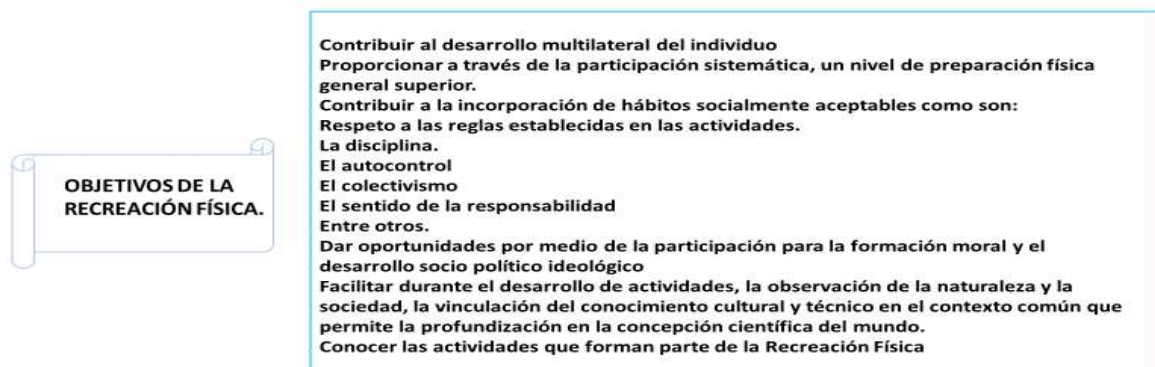 OBJETIVOS DE LA
RECREACIÓN FÍSICA.
Contribuir al desarrollo multilateral del individuo
Proporcionar a través de la participación sistemática, un nivel de preparación física
general superior.
Contribuir a la incorporación de hábitos socialmente aceptables como son:
Respeto a las reglas establecidas en las actividades.
La disciplina.
El autocontrol
El colectivismo
El sentido de la responsabilidad
Entre otros.
Dar oportunidades por medio de la participación para la formación moral y el
desarrollo socio político ideológico
Facilitar durante el desarrollo de actividades, la observación de la naturaleza y la
sociedad, la vinculación del conocimiento cultural y técnico en el contexto común que
permite la profundización en la concepción científica del mundo.
Conocer las actividades que forman parte de la Recreación Física